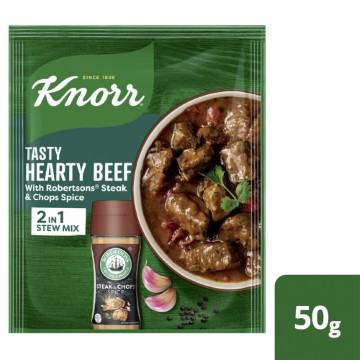 SINCE 1838
Knorr
TASTY
HEARTY BEEF
With Robertsons® Steak
& Chops Spice
2 IN 1
STEW MIX
STEAK & CHOPS
SPICE
50g